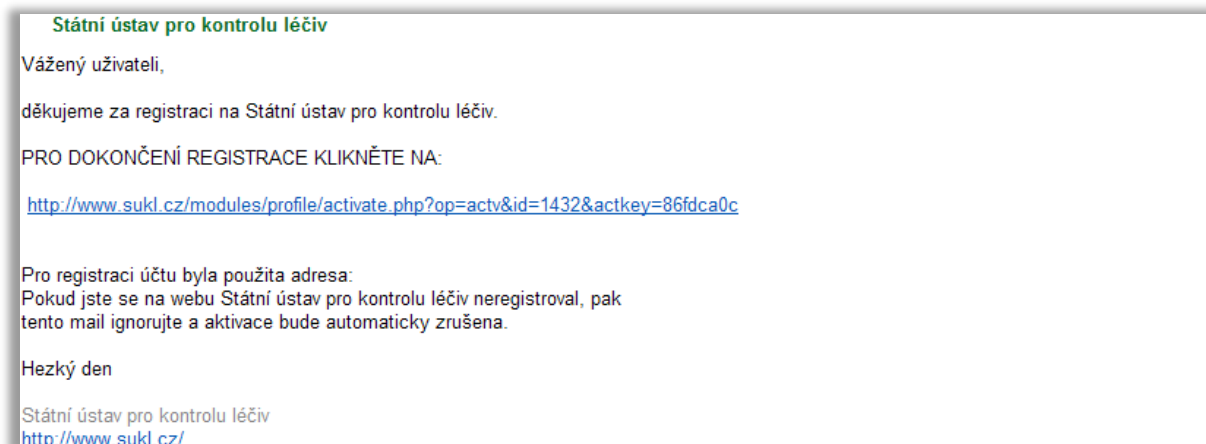 Státní ústav pro kontrolu léčiv
Vážený uživateli,
děkujeme za registraci na Státní ústav pro kontrolu léčiv.
PRO DOKONČENÍ REGISTRACE KLIKNĚTE NA:
http://www.sukl.cz/modules/profile/activate.php?op=actv&id=1432&actkey=86fdca0c
Pro registraci účtu byla použita adresa:
Pokud jste se na webu Státní ústav pro kontrolu léčiv neregistroval, pak
tento mail ignorujte a aktivace bude automaticky zrušena.
Hezký den
Státní ústav pro kontrolu léčiv
http://www.sukl.cz/